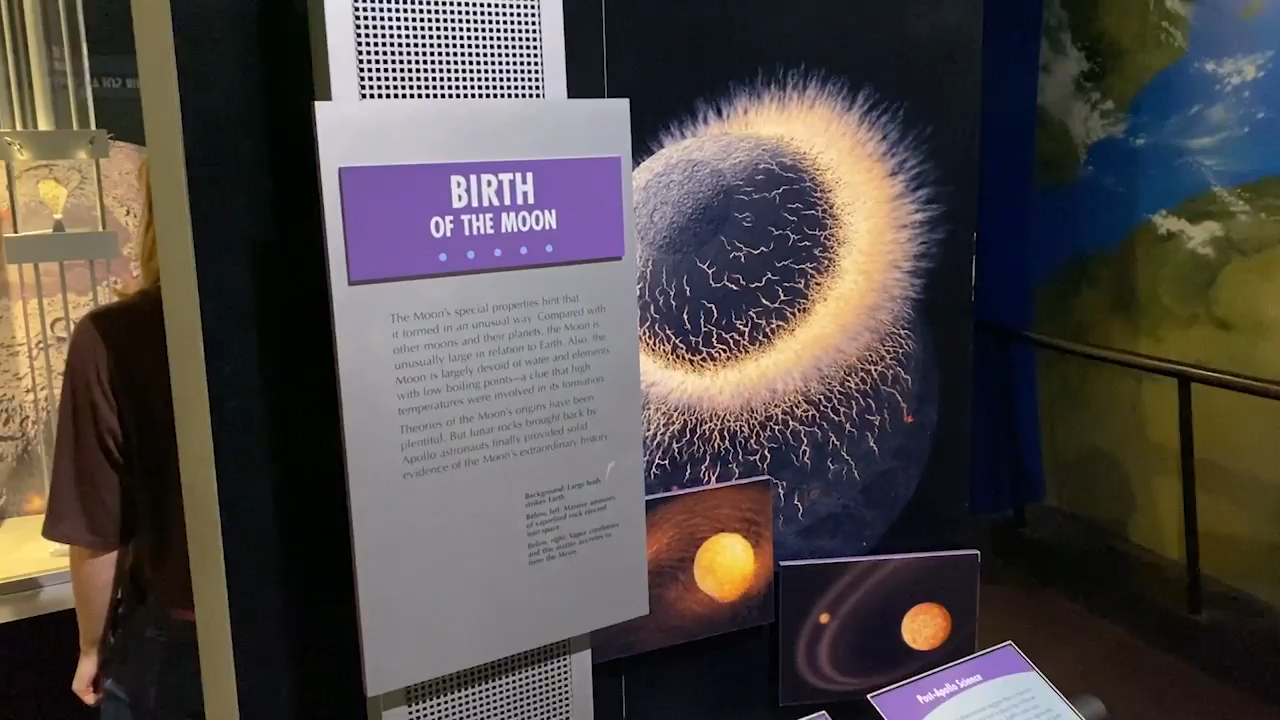 BIRTH
OF THE MOON
The Moon's special properties hint that
it formed in an unusual way. Compared with
other moons and their planets, the Moon is
unusually large in relation to Earth. Also, the
Moon is largely devoid of water and elements
with low boiling points—a clue that high
temperatures were involved in its formation.
Theories of the Moon's origins have been
plentiful. But lunar rocks brought back by
Apollo astronauts finally provided solid
evidence of the Moon's extraordinary history.
Background: Large body
strikes Earth.
Below, left: Massive amounts
of vaporized rock ejected
into space.
Below, right: Vapor condenses
and this matter accretes to
form the Moon.
Post-Apollo Science